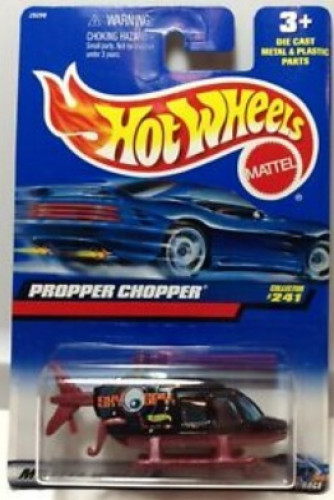 WARNING:
CHOKING HAZARD
Small parts. Not for
under 3 years.
3+
DIE CAST
METAL & PLASTIC
PARTS
HOT WHEELS
MATTEL
®
PROPPER CHOPPER
COLLECTOR
#241